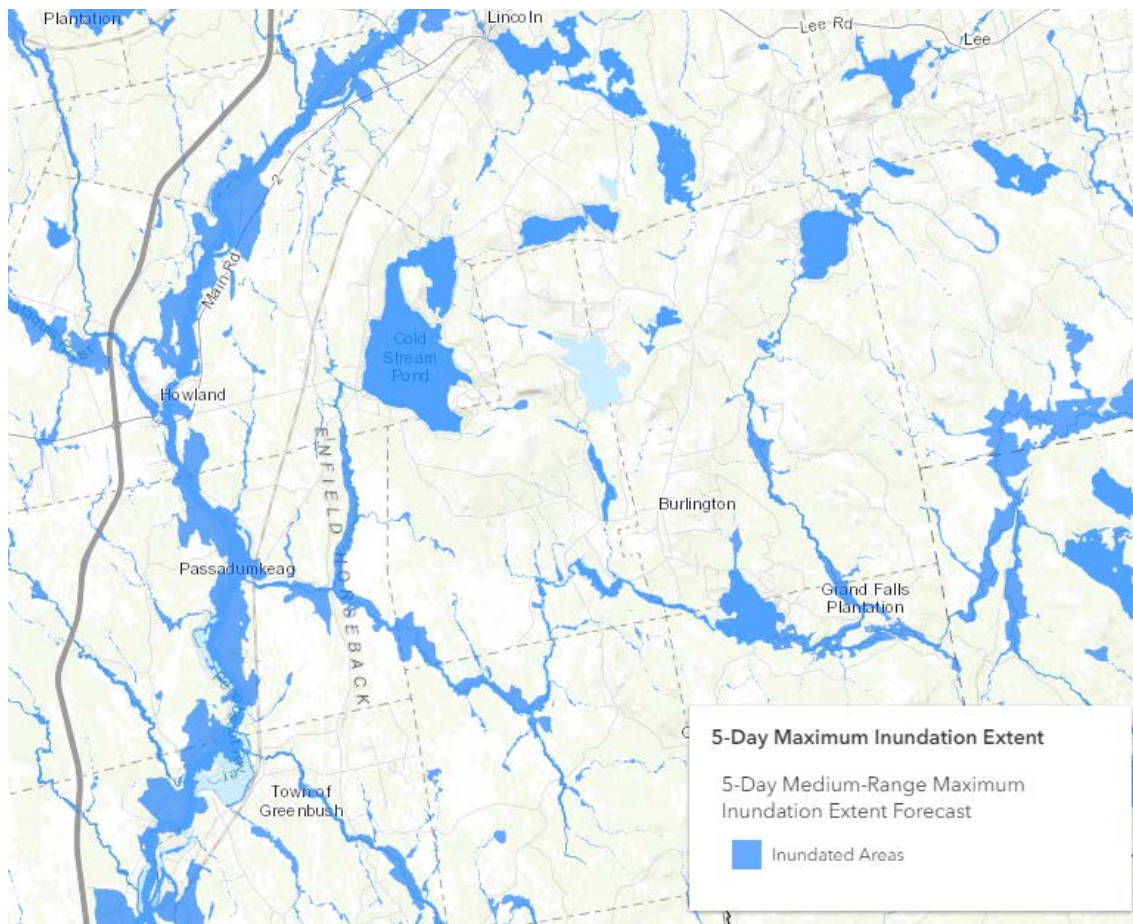 Plantation
Lincoln
Lee Rd
Lee
2
Main Rd
River
Cold
Stream
Pond
Howland
ENFIELD HORSEBACK
Burlington
Passadumkeag
Grand Falls
Plantation
Town of
Greenbush
5-Day Maximum Inundation Extent
5-Day Medium-Range Maximum
Inundation Extent Forecast
Inundated Areas